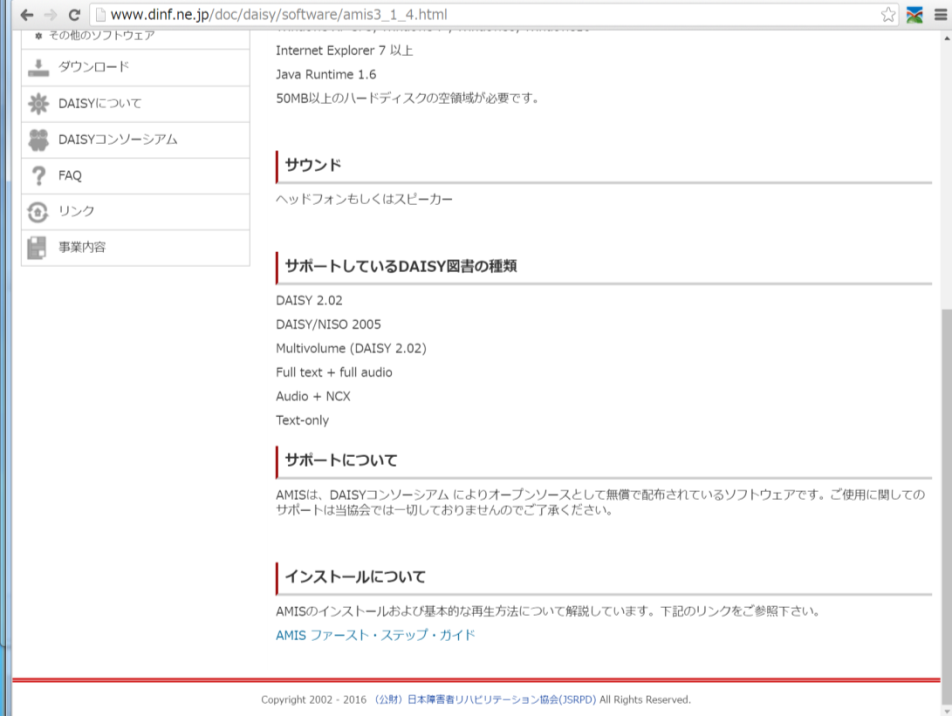 www.dinf.ne.jp/doc/daisy/software/amis3_1_4.html
その他のソフトウェア
ダウンロード
DAISYについて
DAISYコンソーシアム
FAQ
リンク
事業内容
Internet Explorer 7 以上
Java Runtime 1.6
50MB以上のハードディスクの空領域が必要です。
サウンド
ヘッドフォンもしくはスピーカー
サポートしているDAISY図書の種類
DAISY 2.02
DAISY/NISO 2005
Multivolume (DAISY 2.02)
Full text + full audio
Audio + NCX
Text-only
サポートについて
AMISは、DAISYコンソーシアム によりオープンソースとして無償で配布されているソフトウェアです。ご使用に関しての
サポートは当協会では一切しておりませんのでご了承ください。
インストールについて
AMISのインストールおよび基本的な再生方法について解説しています。下記のリンクをご参照下さい。
AMIS ファースト・ステップ・ガイド
Copyright 2002 - 2016 （公財）日本障害者リハビリテーション協会(JSRPD) All Rights Reserved.